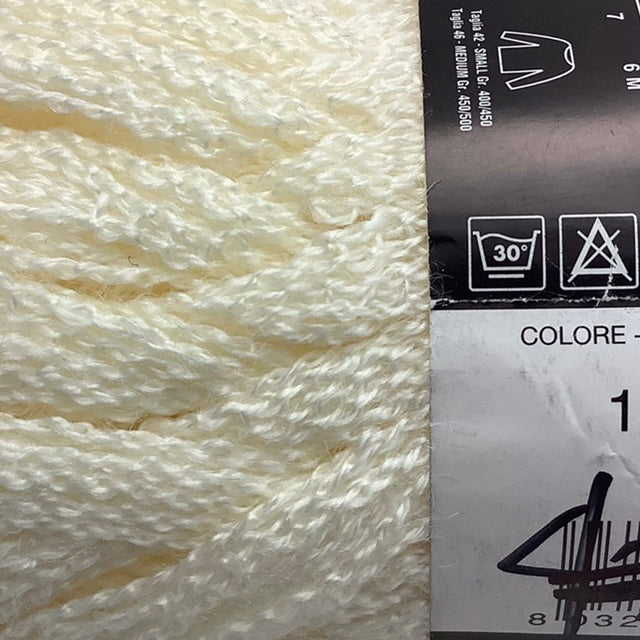 7
6 M
Taglia 42 - SMALL Gr. 400/450
Taglia 46 - MEDIUM Gr. 450/500
30°
COLORE -
1
8 032